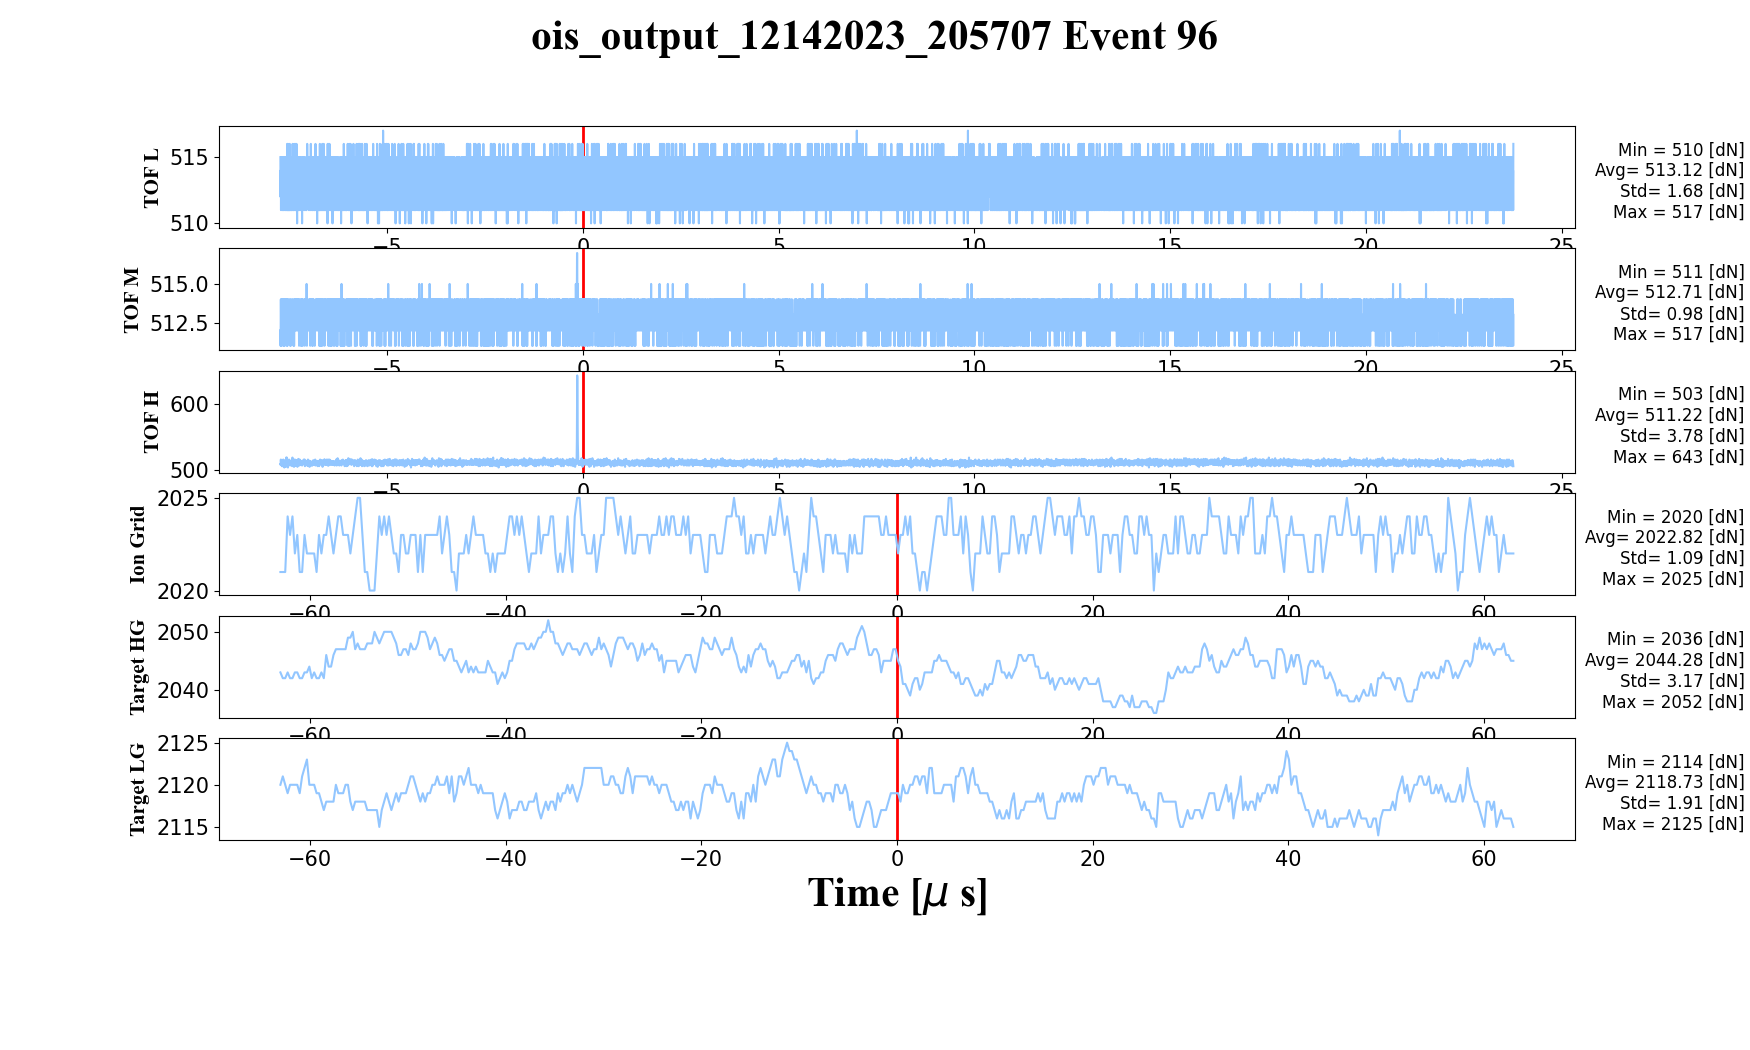 ois_output_12142023_205707 Event 96
TOF L
515
510
Min = 510 [dN]
Avg= 513.12 [dN]
Std= 1.68 [dN]
Max = 517 [dN]
−5 0 5 10 15 20 25
TOF M
515.0
512.5
Min = 511 [dN]
Avg= 512.71 [dN]
Std= 0.98 [dN]
Max = 517 [dN]
−5 0 5 10 15 20 25
TOF H
600
500
Min = 503 [dN]
Avg= 511.22 [dN]
Std= 3.78 [dN]
Max = 643 [dN]
−5 0 5 10 15 20 25
Ion Grid
2025
2020
Min = 2020 [dN]
Avg= 2022.82 [dN]
Std= 1.09 [dN]
Max = 2025 [dN]
−60 −40 −20 0 20 40 60
Target HG
2050
2040
Min = 2036 [dN]
Avg= 2044.28 [dN]
Std= 3.17 [dN]
Max = 2052 [dN]
−60 −40 −20 0 20 40 60
Target LG
2125
2120
2115
Min = 2114 [dN]
Avg= 2118.73 [dN]
Std= 1.91 [dN]
Max = 2125 [dN]
−60 −40 −20 0 20 40 60
Time [μ s]